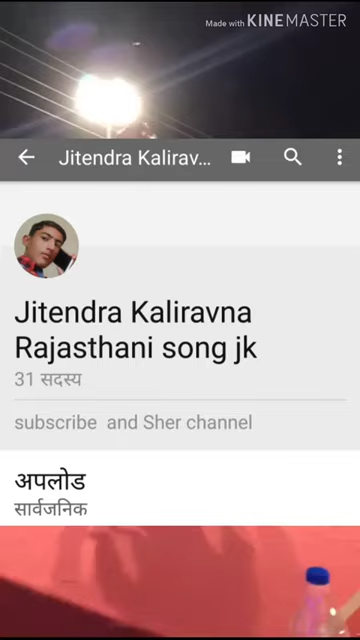 Made with KINEMASTER
Jitendra Kalirav...
Jitendra Kaliravna
Rajasthani song jk
31 सदस्य
subscribe and Sher channel
अपलोड
सार्वजनिक